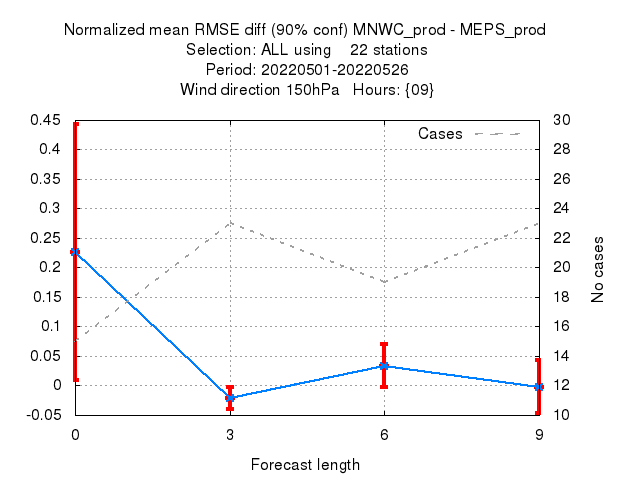 Normalized mean RMSE diff (90% conf) MNWC_prod - MEPS_prod
Selection: ALL using    22 stations
Period: 20220501-20220526
Wind direction 150hPa   Hours: {09}
Cases
0.45
0.4
0.35
0.3
0.25
0.2
0.15
0.1
0.05
0
-0.05
30
28
26
24
22
20
18
16
14
12
10
No cases
0 3 6 9
Forecast length